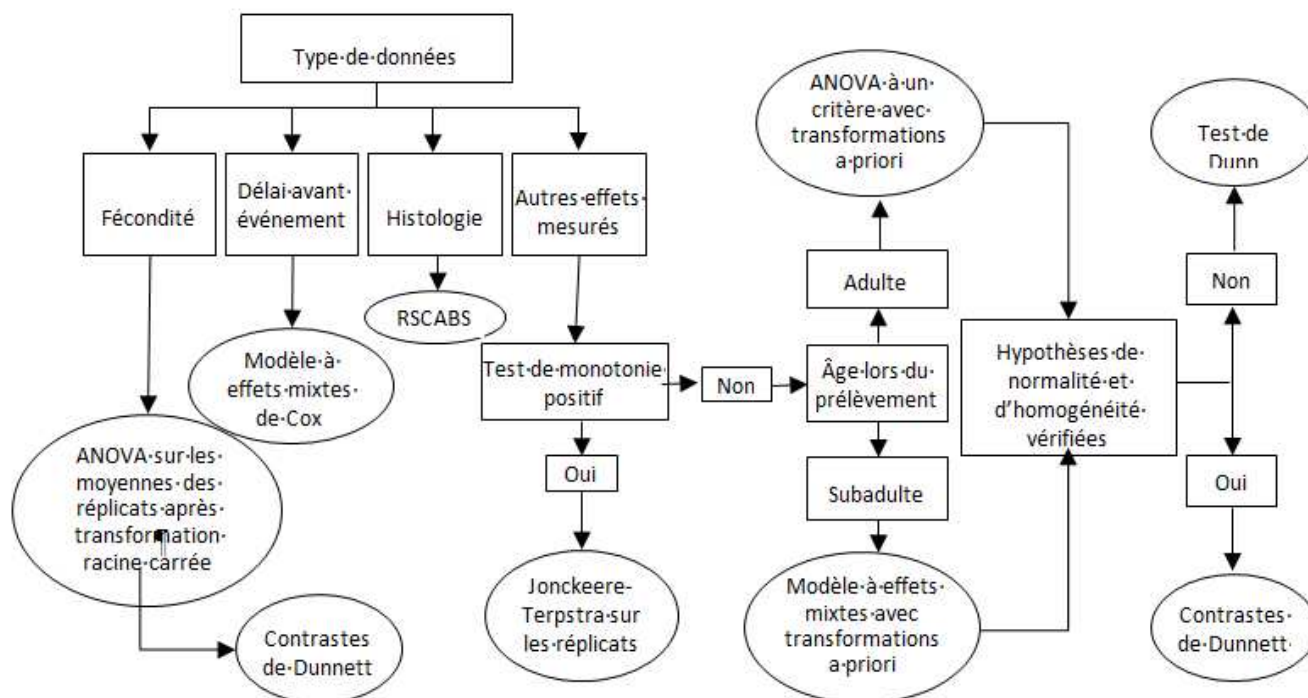 Type·de·données
Fécondité
Délai·avant·
événement
Histologie
Autres·effets·
mesurés
RSCABS
Modèle·à·
effets·mixtes·
de·Cox
ANOVA·sur·les·
moyennes·des·
réplicats·après·
transformation·
racine·carrée
¶
Contrastes
de·Dunnett
Test·de·monotonie·
positif
Oui
Jonckeere-
Terpstra·sur·
les·réplicats
Non
ANOVA·à·un·
critère·avec·
transformations
a·priori
Adulte
Âge·lors·du·
prélèvement
Subadulte
Modèle·à·effets·
mixtes·avec·
transformations
a·priori
Hypothèses·de·
normalité·et·
d’homogénéité·
vérifiées
Test·de·
Dunn
Non
Oui
Contrastes·
de·Dunnett·